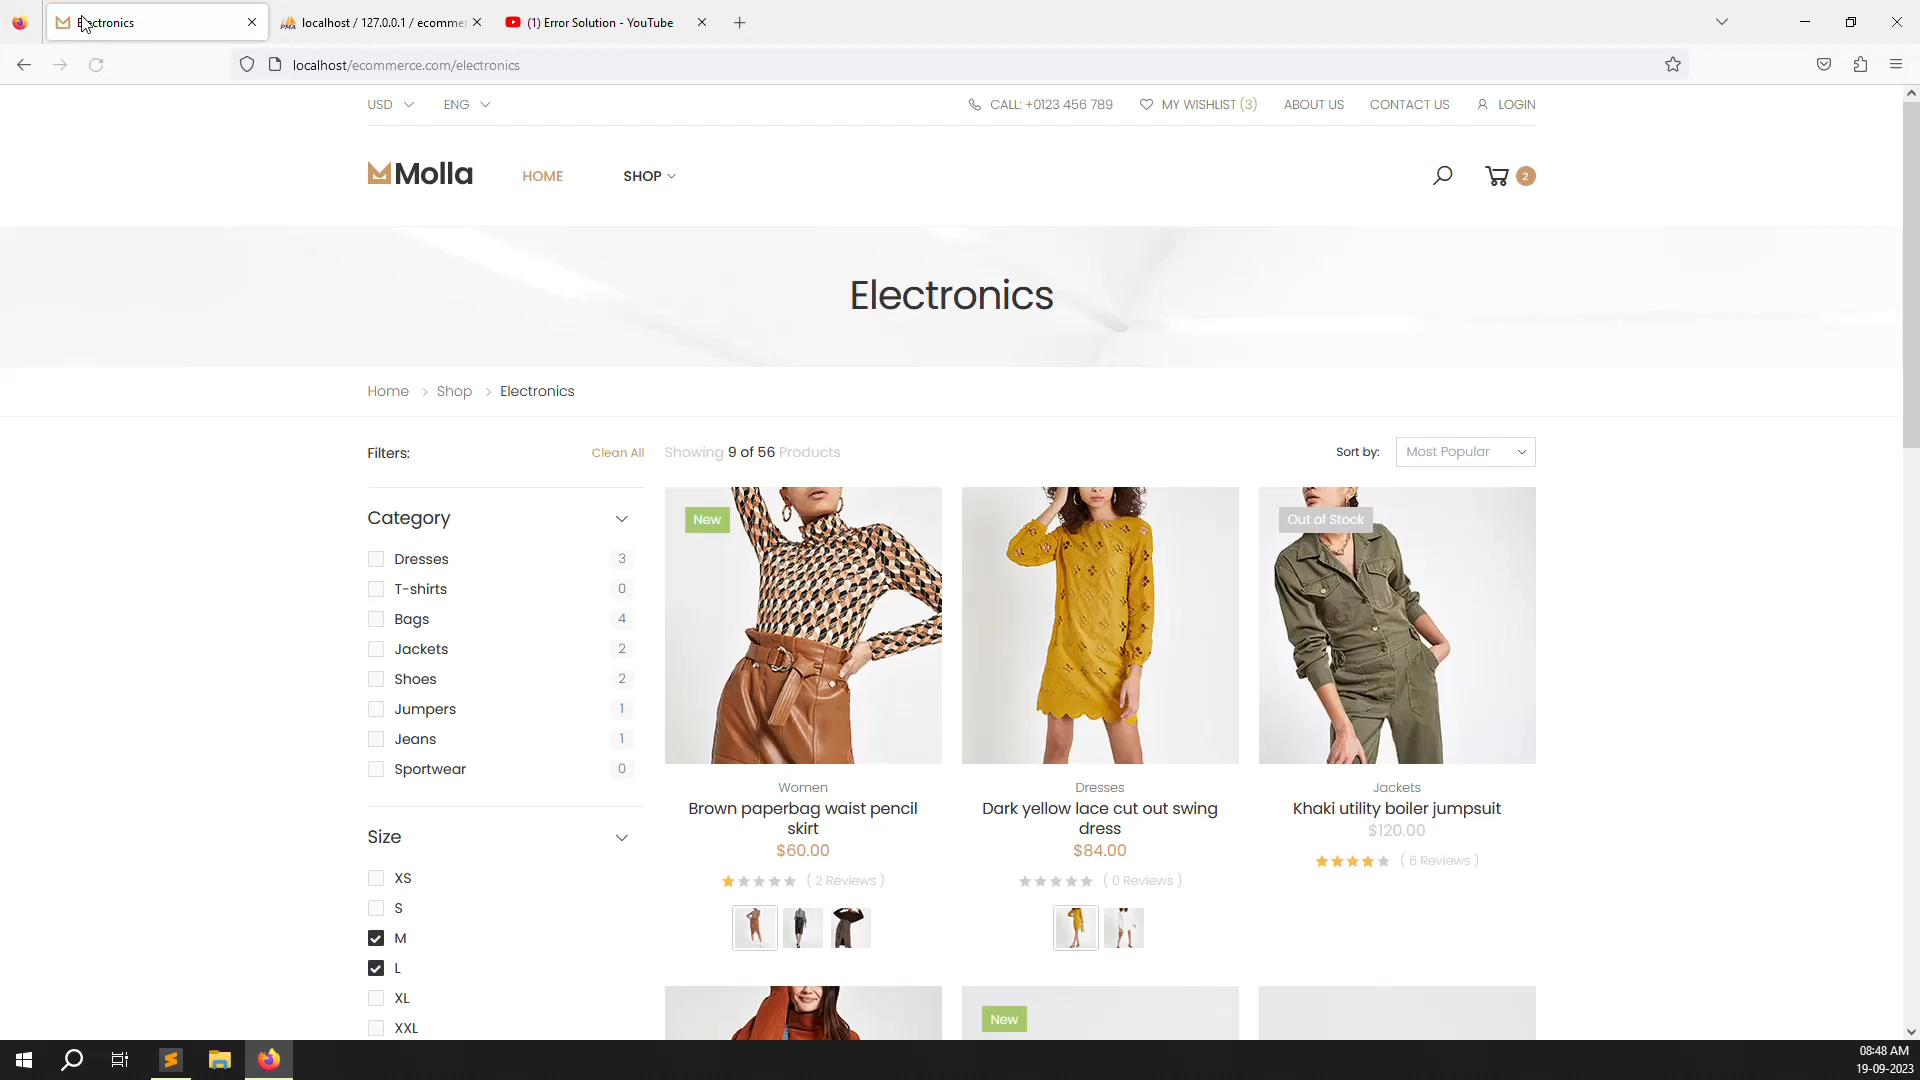 Electronics
localhost / 127.0.0.1 / ecommer
(1) Error Solution - YouTube
localhost/ecommerce.com/electronics
USD
ENG
CALL: +0123 456 789
MY WISHLIST (3)
ABOUT US
CONTACT US
LOGIN
Molla
HOME
SHOP
2
Electronics
Home > Shop > Electronics
Filters:
Clean All
Showing 9 of 56 Products
Sort by:
Most Popular
Category
Dresses 3
T-shirts 0
Bags 4
Jackets 2
Shoes 2
Jumpers 1
Jeans 1
Sportwear 0
Size
XS
S
M
L
XL
XXL
New
Women
Brown paperbag waist pencil
skirt
$60.00
( 2 Reviews )
Dresses
Dark yellow lace cut out swing
dress
$84.00
( 0 Reviews )
Out of Stock
Jackets
Khaki utility boiler jumpsuit
$120.00
( 6 Reviews )
New
08:48 AM
19-09-2023